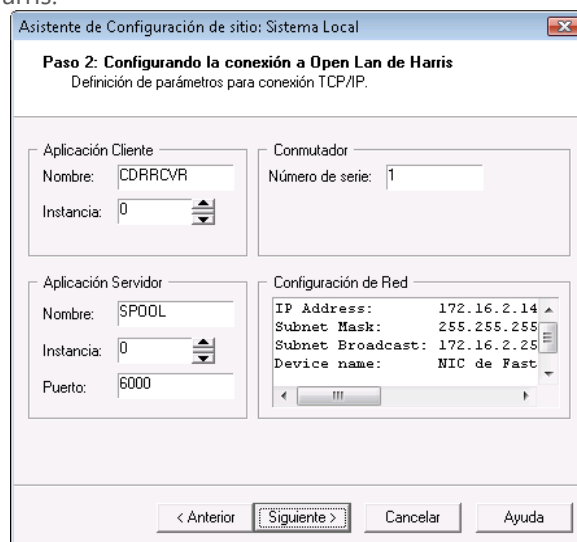 Asistente de Configuración de sitio: Sistema Local
Paso 2: Configurando la conexión a Open Lan de Harris
Definición de parámetros para conexión TCP/IP.
Aplicación Cliente
Nombre: CDRRCVR
Instancia: 0
Conmutador
Número de serie: 1
Aplicación Servidor
Nombre: SPOOL
Instancia: 0
Puerto: 6000
Configuración de Red
IP Address: 172.16.2.14
Subnet Mask: 255.255.255
Subnet Broadcast: 172.16.2.25
Device name: NIC de Fast
< Anterior Siguiente > Cancelar Ayuda